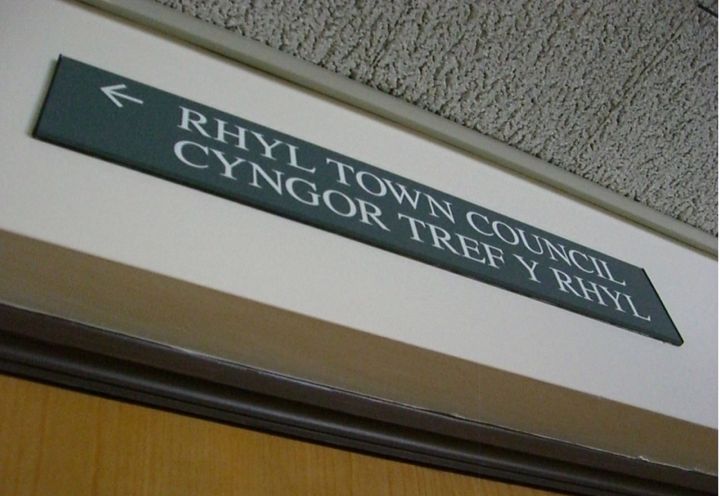 ← RHYL TOWN COUNCIL
CYNGOR TREF Y RHYL